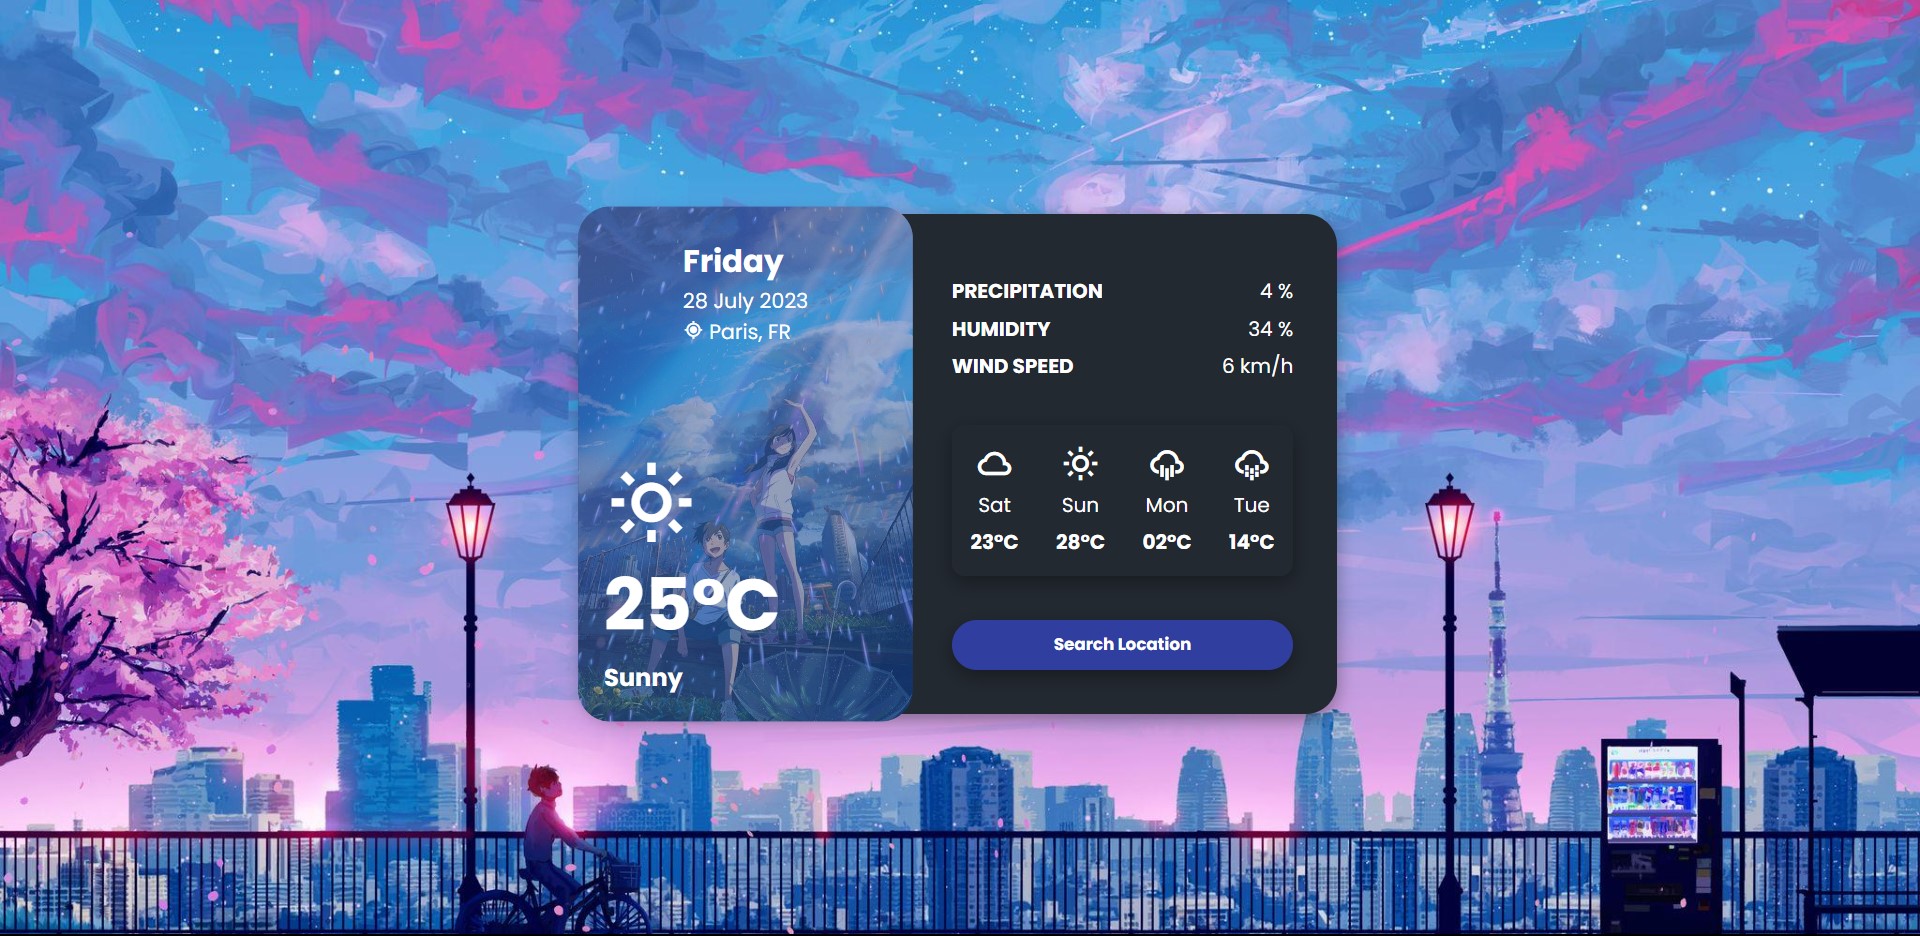 Friday
28 July 2023
Paris, FR
25°C
Sunny
PRECIPITATION 4 %
HUMIDITY 34 %
WIND SPEED 6 km/h
Sat Sun Mon Tue
23°C 28°C 02°C 14°C
Search Location